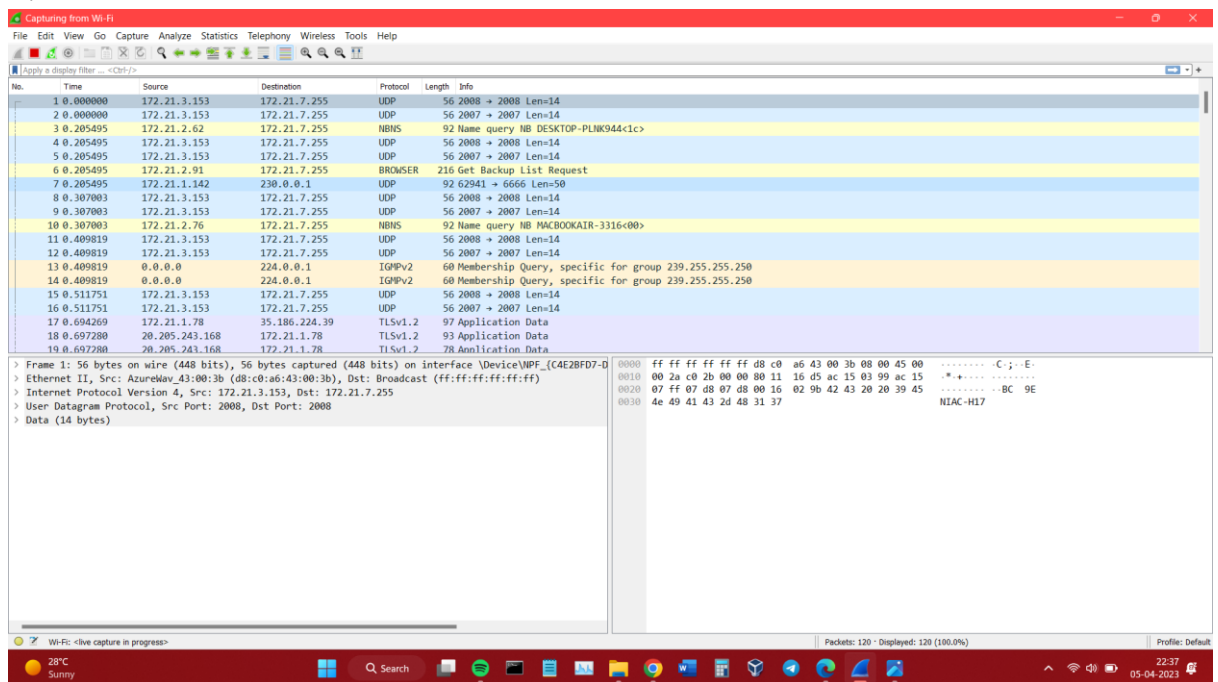 Capturing from Wi-Fi
File Edit View Go Capture Analyze Statistics Telephony Wireless Tools Help
Apply a display filter ... <Ctrl-/>
No. Time Source Destination Protocol Length Info
1 0.000000 172.21.3.153 172.21.7.255 UDP 56 2008 → 2008 Len=14
2 0.000000 172.21.3.153 172.21.7.255 UDP 56 2007 → 2007 Len=14
3 0.205495 172.21.2.62 172.21.7.255 NBNS 92 Name query NB DESKTOP-PLNK944<1c>
4 0.205495 172.21.3.153 172.21.7.255 UDP 56 2008 → 2008 Len=14
5 0.205495 172.21.3.153 172.21.7.255 UDP 56 2007 → 2007 Len=14
6 0.205495 172.21.2.91 172.21.7.255 BROWSER 216 Get Backup List Request
7 0.205495 172.21.1.142 230.0.0.1 UDP 92 62941 → 6666 Len=50
8 0.307003 172.21.3.153 172.21.7.255 UDP 56 2008 → 2008 Len=14
9 0.307003 172.21.3.153 172.21.7.255 UDP 56 2007 → 2007 Len=14
10 0.307003 172.21.2.76 172.21.7.255 NBNS 92 Name query NB MACBOOKAIR-3316<00>
11 0.409819 172.21.3.153 172.21.7.255 UDP 56 2008 → 2008 Len=14
12 0.409819 172.21.3.153 172.21.7.255 UDP 56 2007 → 2007 Len=14
13 0.409819 0.0.0.0 224.0.0.1 IGMPv2 60 Membership Query, specific for group 239.255.255.250
14 0.409819 0.0.0.0 224.0.0.1 IGMPv2 60 Membership Query, specific for group 239.255.255.250
15 0.511751 172.21.3.153 172.21.7.255 UDP 56 2008 → 2008 Len=14
16 0.511751 172.21.3.153 172.21.7.255 UDP 56 2007 → 2007 Len=14
17 0.694269 172.21.1.78 35.186.224.39 TLSv1.2 97 Application Data
18 0.697280 20.205.243.168 172.21.1.78 TLSv1.2 93 Application Data
19 0.697280 20.205.243.168 172.21.1.78 TLSv1.2 78 Application Data
> Frame 1: 56 bytes on wire (448 bits), 56 bytes captured (448 bits) on interface \Device\NPF_{C4E2BFD7-D
> Ethernet II, Src: AzureWav_43:00:3b (d8:c0:a6:43:00:3b), Dst: Broadcast (ff:ff:ff:ff:ff:ff)
> Internet Protocol Version 4, Src: 172.21.3.153, Dst: 172.21.7.255
> User Datagram Protocol, Src Port: 2008, Dst Port: 2008
> Data (14 bytes)
0000 ff ff ff ff ff ff d8 c0 a6 43 00 3b 08 00 45 00 ········ ·C·;··E·
0010 00 2a c0 2b 00 00 80 11 16 d5 ac 15 03 99 ac 15 ·*·+···· ········
0020 07 ff 07 d8 07 d8 00 16 02 9b 42 43 20 20 39 45 ········ ··BC  9E
0030 4e 49 41 43 2d 48 31 37 NIAC-H17
Wi-Fi: <live capture in progress>
Packets: 120 · Displayed: 120 (100.0%)
Profile: Default
28°C
Sunny
Search
22:37
05-04-2023